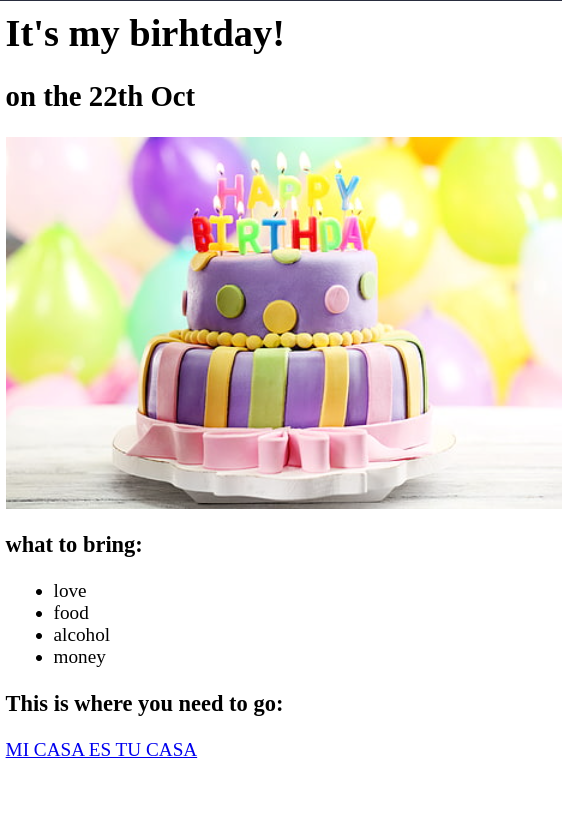 It's my birhtday!
on the 22th Oct
HAPPY
BIRTHDAY
what to bring:
love
food
alcohol
money
This is where you need to go:
MI CASA ES TU CASA